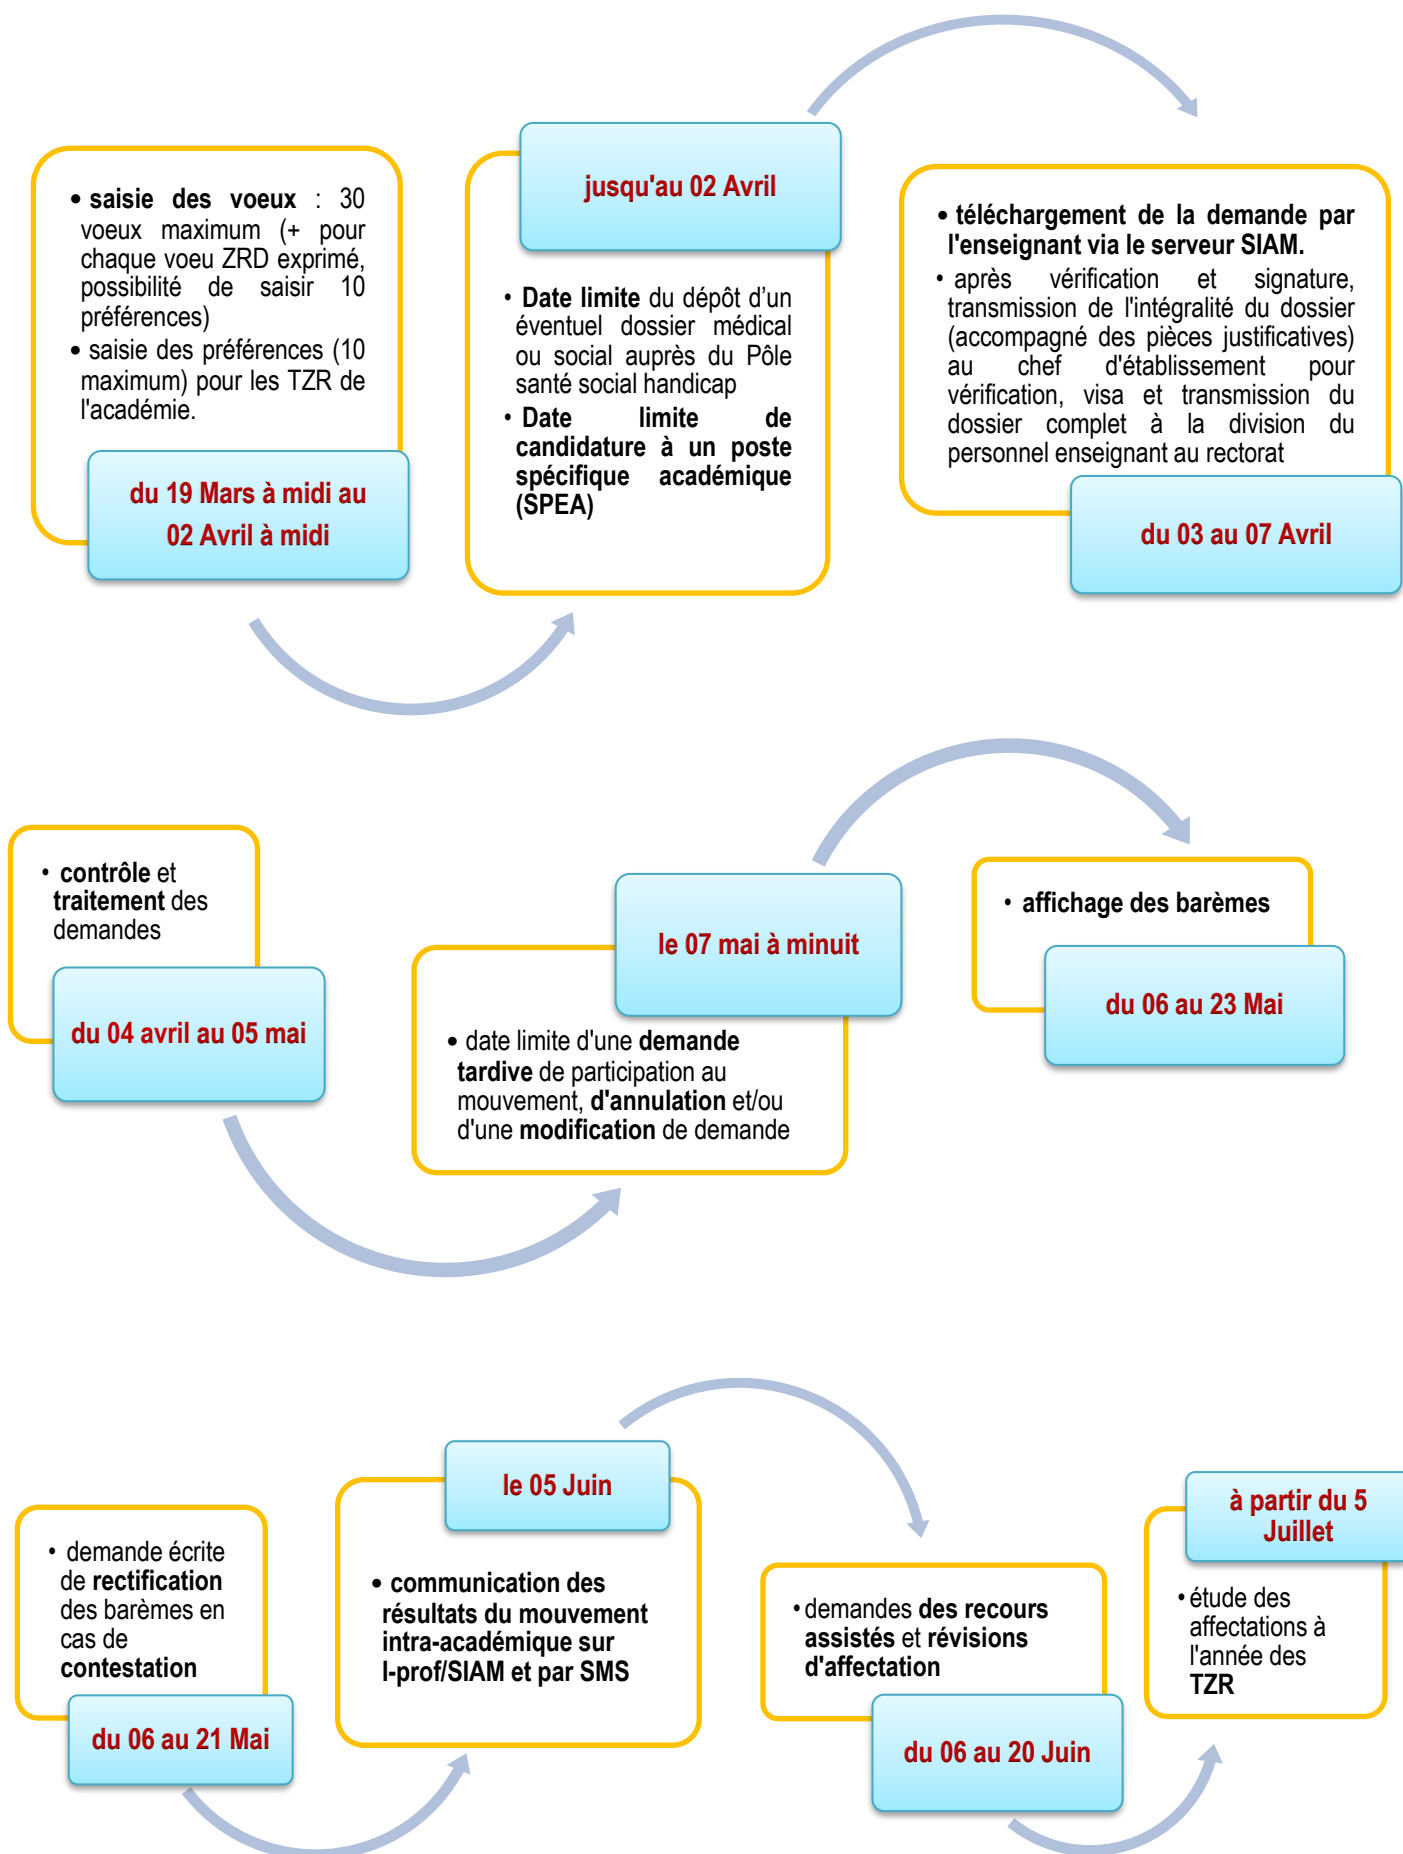 • saisie des voeux : 30
voeux maximum (+ pour
chaque voeu ZRD exprimé,
possibilité de saisir 10
préférences)
• saisie des préférences (10
maximum) pour les TZR de
l'académie.
du 19 Mars à midi au
02 Avril à midi
jusqu'au 02 Avril
• Date limite du dépôt d’un
éventuel dossier médical
ou social auprès du Pôle
santé social handicap
• Date limite de
candidature à un poste
spécifique académique
(SPEA)
• téléchargement de la demande par
l'enseignant via le serveur SIAM.
• après vérification et signature,
transmission de l'intégralité du dossier
(accompagné des pièces justificatives)
au chef d'établissement pour
vérification, visa et transmission du
dossier complet à la division du
personnel enseignant au rectorat
du 03 au 07 Avril
• contrôle et
traitement des
demandes
du 04 avril au 05 mai
le 07 mai à minuit
• date limite d'une demande
tardive de participation au
mouvement, d'annulation et/ou
d'une modification de demande
• affichage des barèmes
du 06 au 23 Mai
• demande écrite
de rectification
des barèmes en
cas de
contestation
du 06 au 21 Mai
le 05 Juin
• communication des
résultats du mouvement
intra-académique sur
I-prof/SIAM et par SMS
• demandes des recours
assistés et révisions
d'affectation
du 06 au 20 Juin
à partir du 5
Juillet
• étude des
affectations à
l'année des
TZR